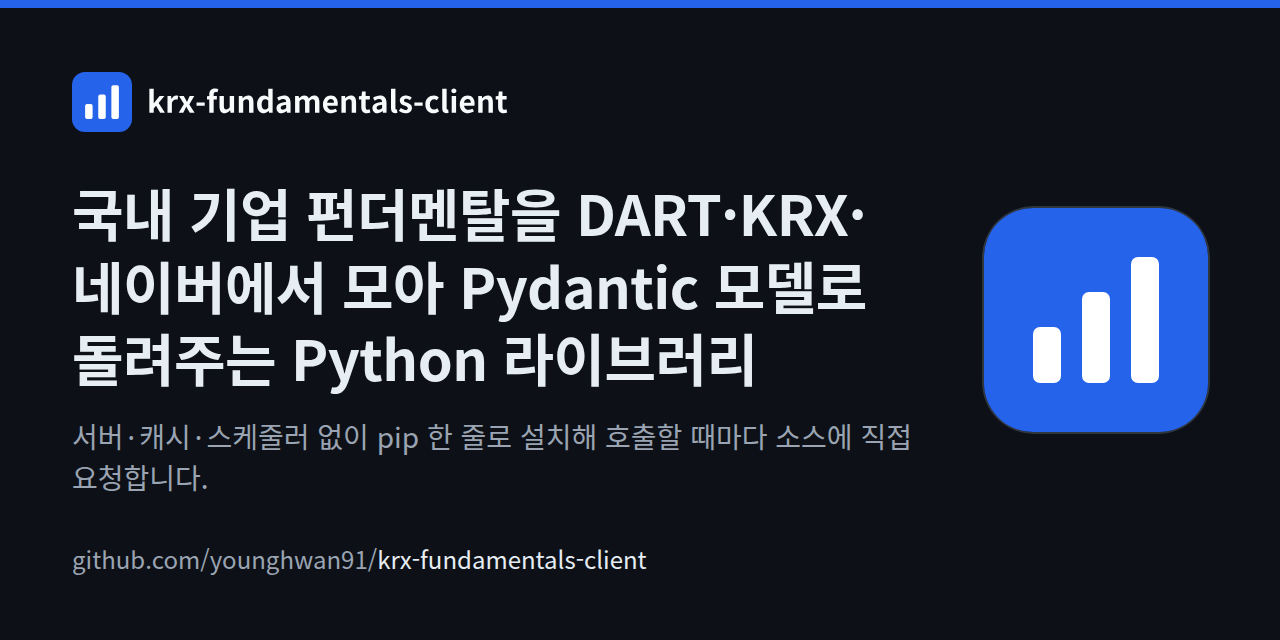 krx-fundamentals-client
국내 기업 펀더멘탈을 DART·KRX·
네이버에서 모아 Pydantic 모델로
돌려주는 Python 라이브러리
서버·캐시·스케줄러 없이 pip 한 줄로 설치해 호출할 때마다 소스에 직접
요청합니다.
github.com/younghwan91/krx-fundamentals-client